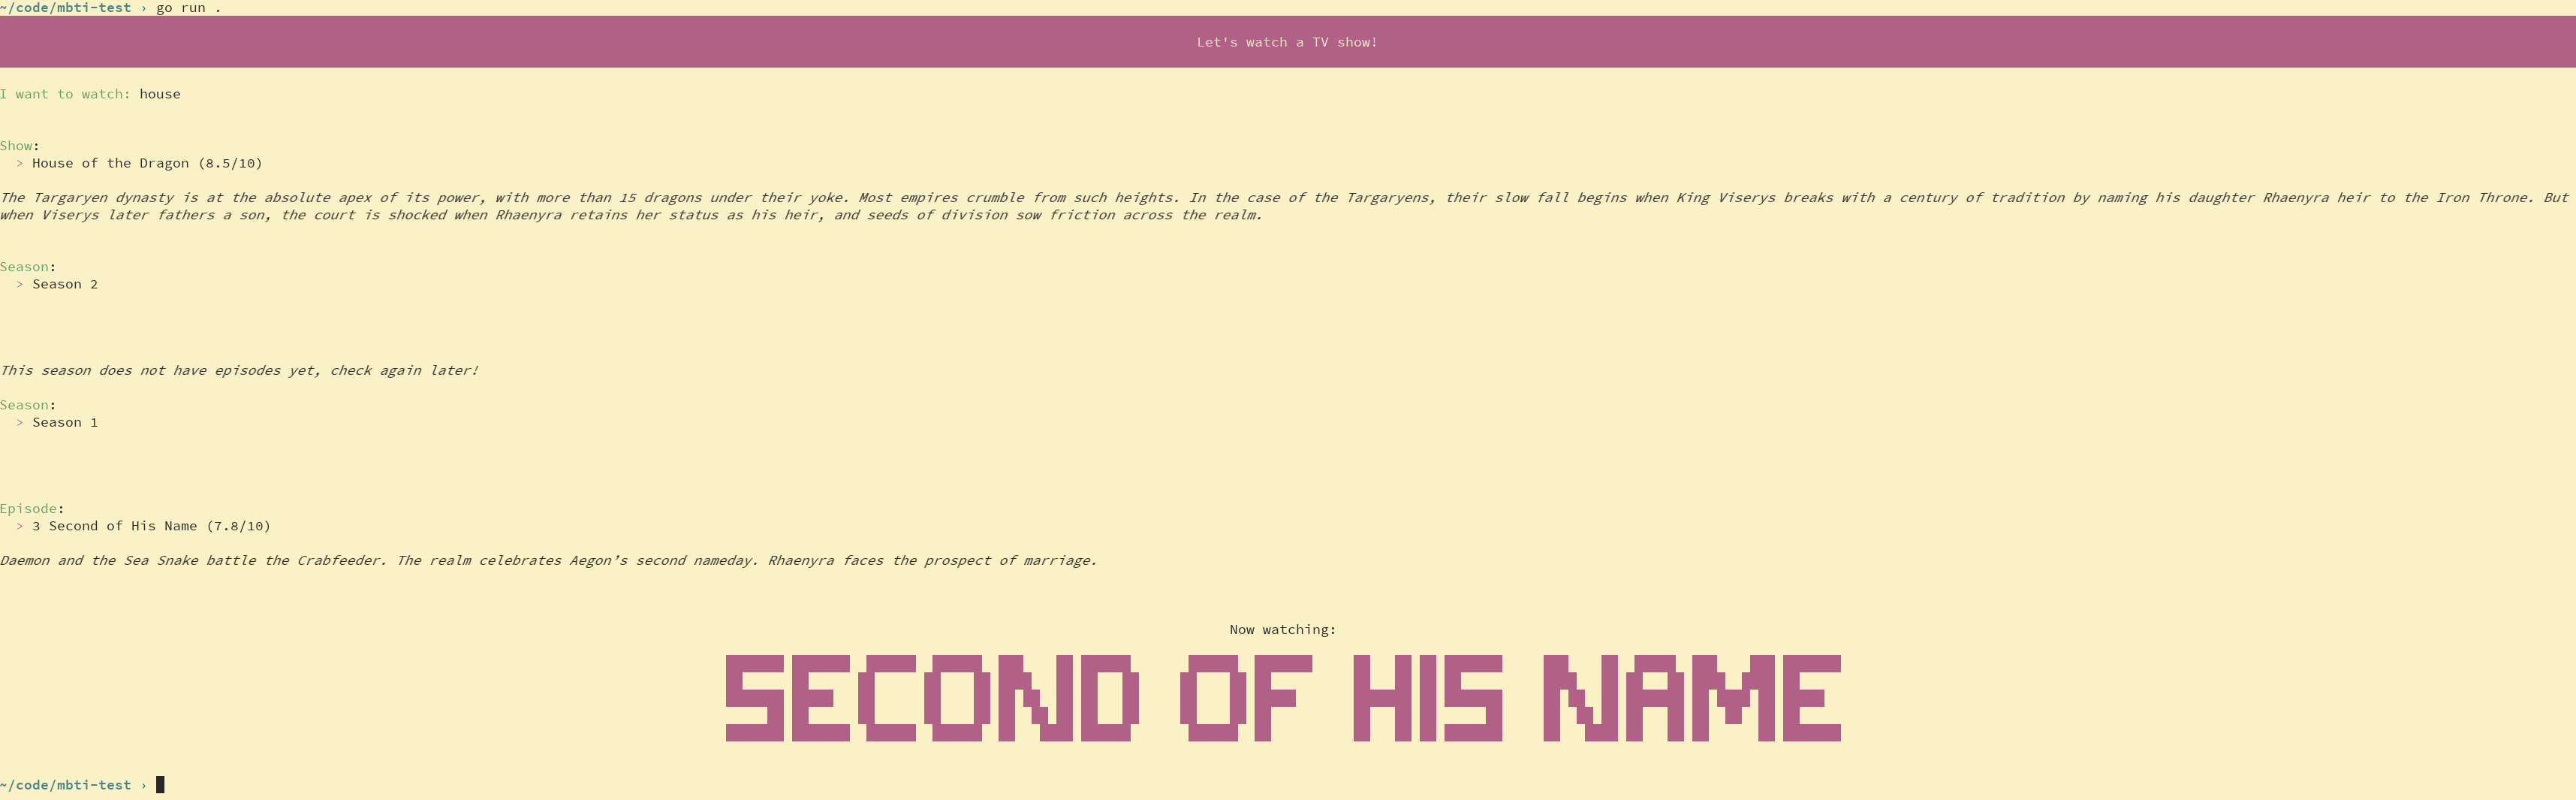 ~/code/mbti-test › go run .
Let's watch a TV show!
I want to watch: house
Show:
> House of the Dragon (8.5/10)
The Targaryen dynasty is at the absolute apex of its power, with more than 15 dragons under their yoke. Most empires crumble from such heights. In the case of the Targaryens, their slow fall begins when King Viserys breaks with a century of tradition by naming his daughter Rhaenyra heir to the Iron Throne. But
when Viserys later fathers a son, the court is shocked when Rhaenyra retains her status as his heir, and seeds of division sow friction across the realm.
Season:
> Season 2
This season does not have episodes yet, check again later!
Season:
> Season 1
Episode:
> 3 Second of His Name (7.8/10)
Daemon and the Sea Snake battle the Crabfeeder. The realm celebrates Aegon’s second nameday. Rhaenyra faces the prospect of marriage.
Now watching:
SECOND OF HIS NAME
~/code/mbti-test ›